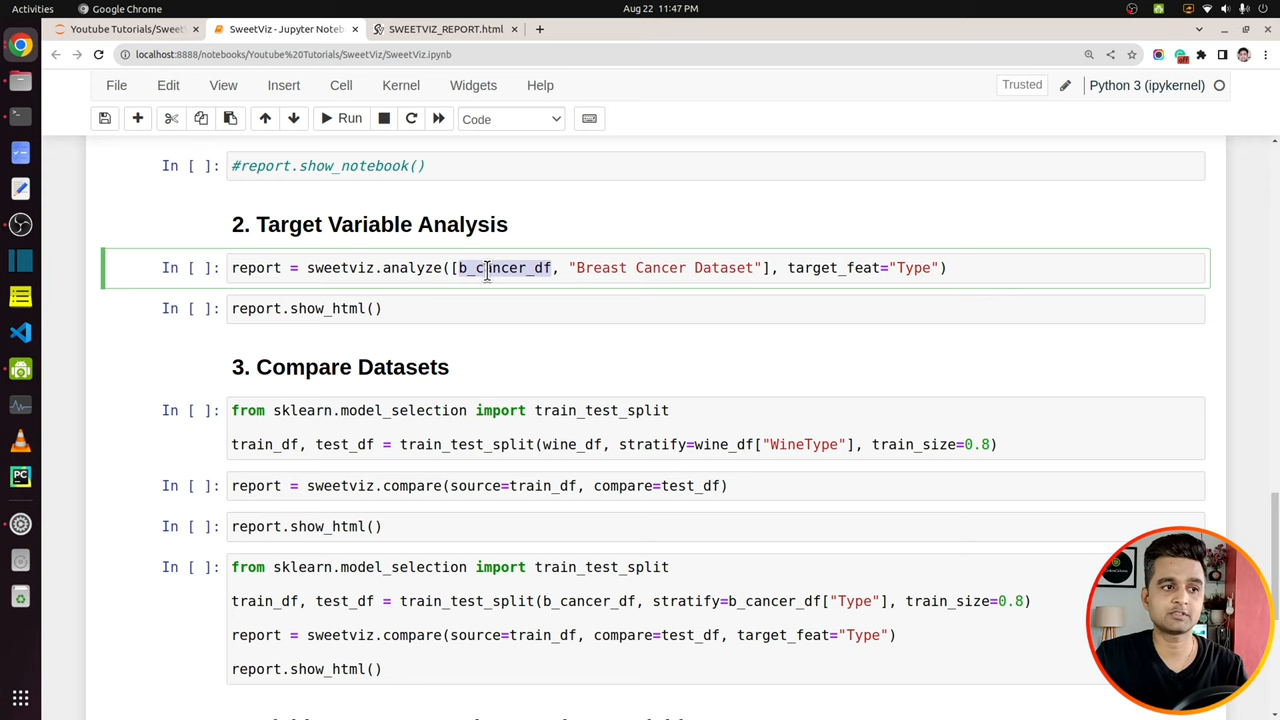 Activities
Google Chrome
Aug 22 11:47 PM
Youtube Tutorials/Sweet
SweetViz - Jupyter Noteb
SWEETVIZ_REPORT.html
localhost:8888/notebooks/Youtube%20Tutorials/SweetViz/SweetViz.ipynb
File Edit View Insert Cell Kernel Widgets Help
Trusted
Python 3 (ipykernel)
Run
Code
In [ ]: #report.show_notebook()
2. Target Variable Analysis
In [ ]: report = sweetviz.analyze([b_cancer_df, "Breast Cancer Dataset"], target_feat="Type")
In [ ]: report.show_html()
3. Compare Datasets
In [ ]: from sklearn.model_selection import train_test_split
train_df, test_df = train_test_split(wine_df, stratify=wine_df["WineType"], train_size=0.8)
In [ ]: report = sweetviz.compare(source=train_df, compare=test_df)
In [ ]: report.show_html()
In [ ]: from sklearn.model_selection import train_test_split
train_df, test_df = train_test_split(b_cancer_df, stratify=b_cancer_df["Type"], train_size=0.8)
report = sweetviz.compare(source=train_df, compare=test_df, target_feat="Type")
report.show_html()